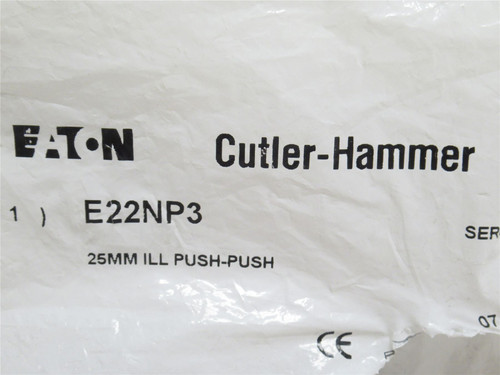 EATON Cutler-Hammer
1 ) E22NP3
SER
25MM ILL PUSH-PUSH
07
CE